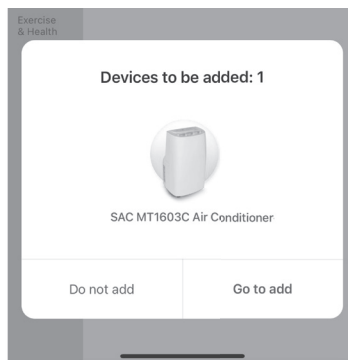 Exercise
& Health
Devices to be added: 1
SAC MT1603C Air Conditioner
Do not add
Go to add